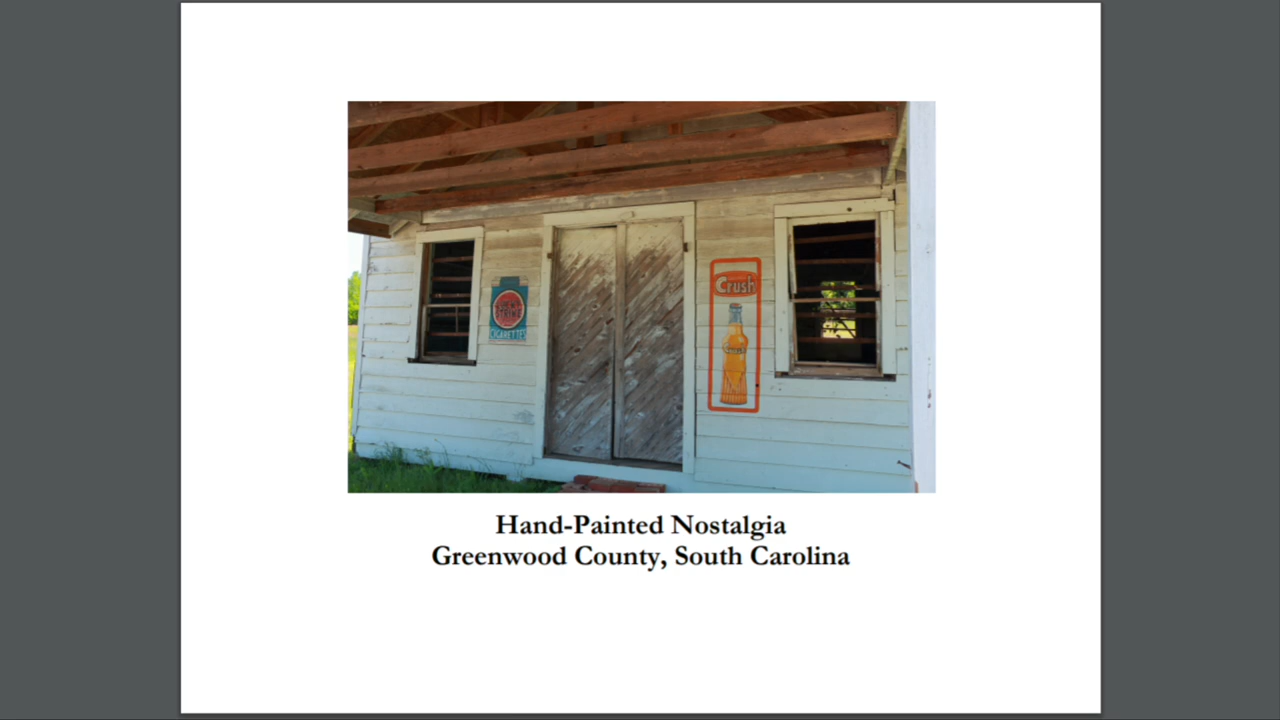 Crush
LUCKY
STRIKE
CIGARETTES
Hand-Painted Nostalgia
Greenwood County, South Carolina